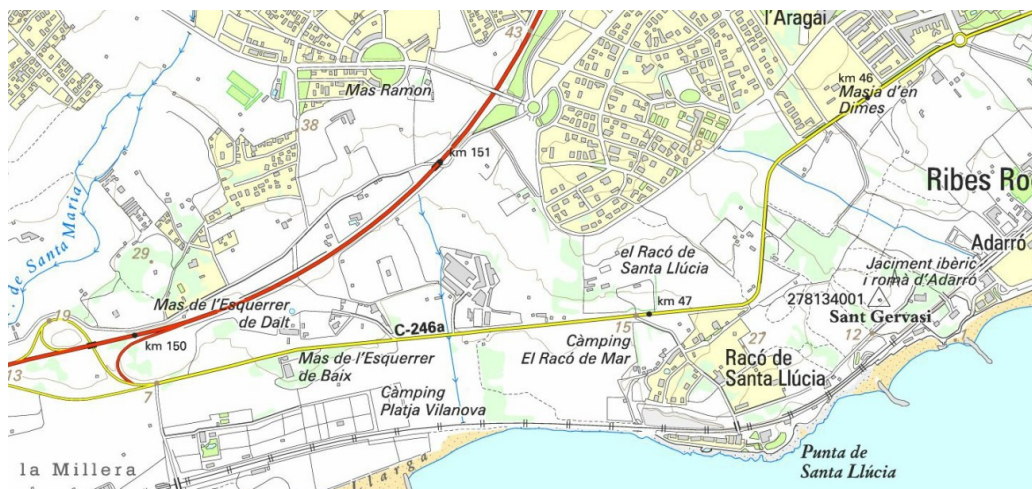 l'Aragai
43
km 46
Masia d'en
Dimes
Mas Ramon
38
8
km 151
Ribes Ro
de Santa Maria
29
el Racó de
Santa Llúcia
Adarró
Jaciment ibèric
i romà d'Adarró
Mas de l'Esquerrer
de Dalt
km 47
278134001
Sant Gervasi
19
C-246a
15
27
12
km 150
Càmping
El Racó de Mar
Racó de
Santa Llúcia
13
Mas de l'Esquerrer
de Baix
7
Càmping
Platja Vilanova
Punta de
Santa Llúcia
la Millera
Llarga